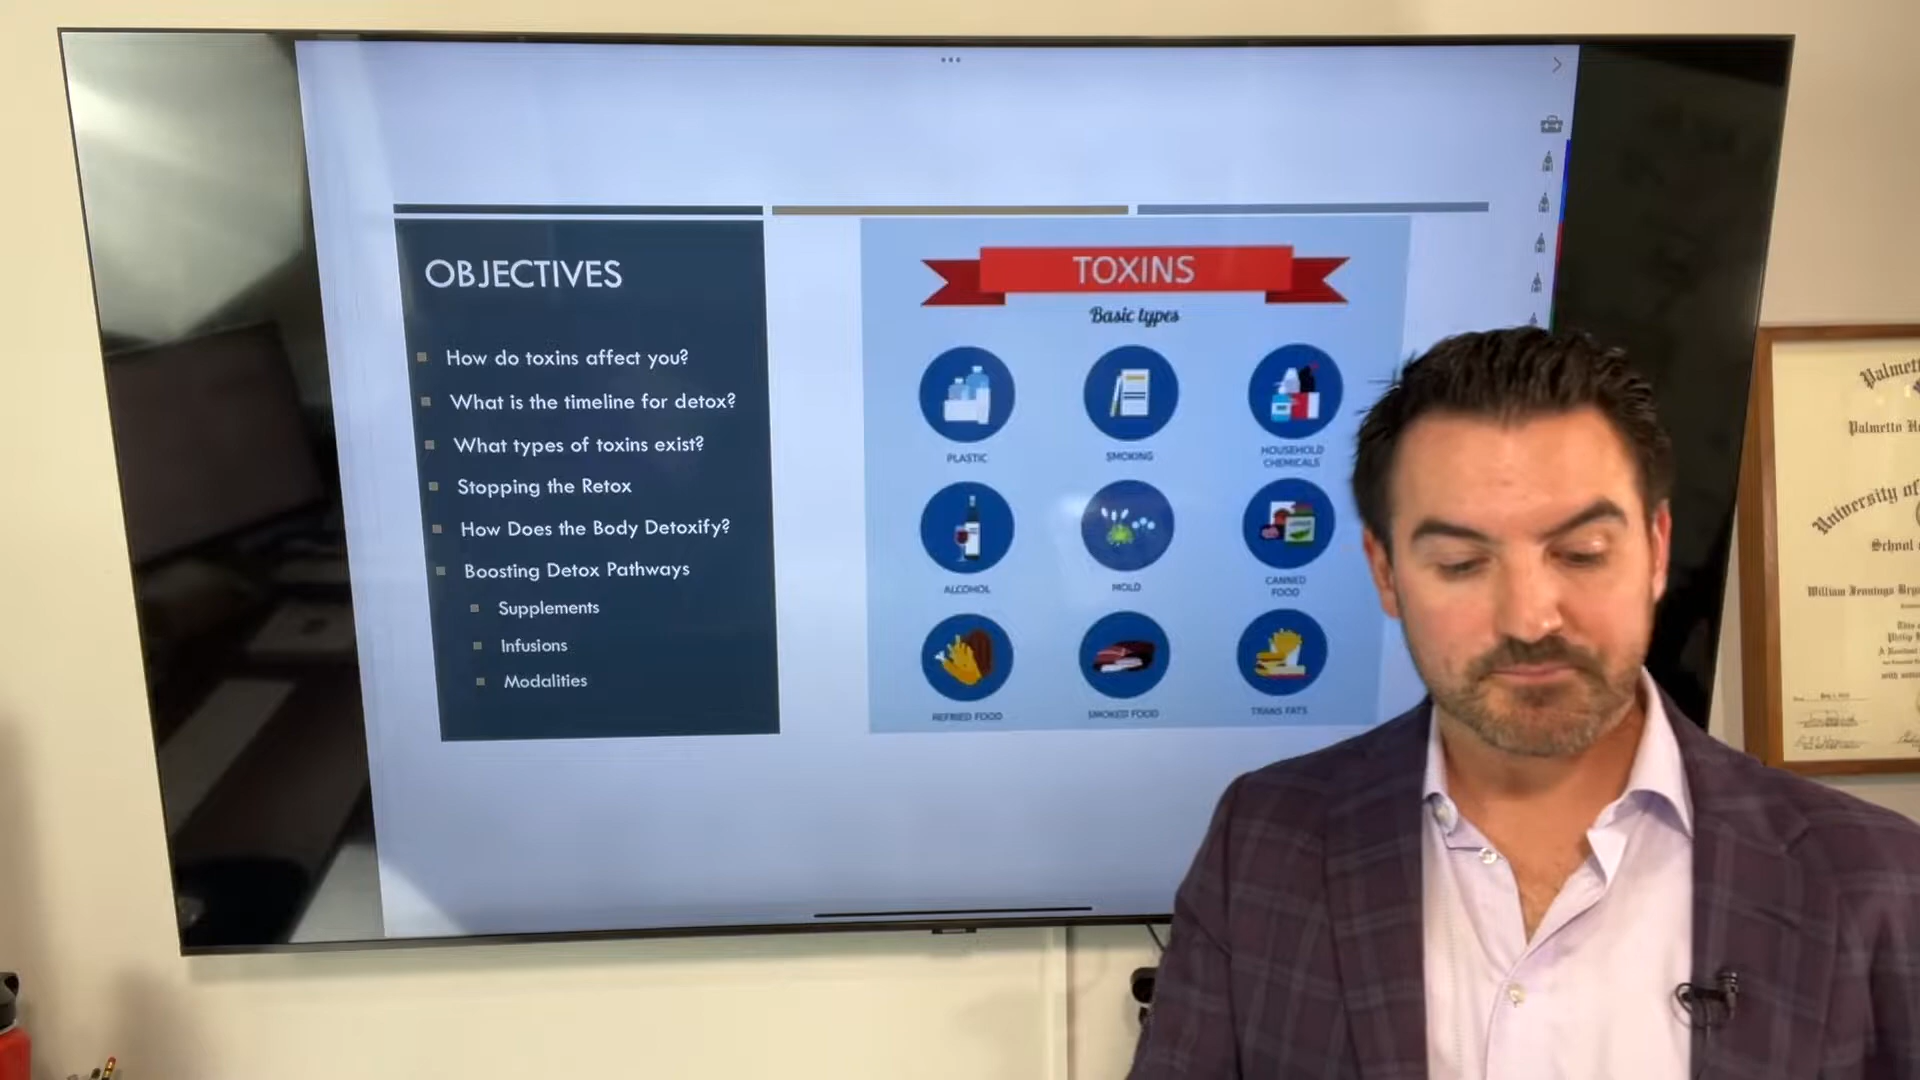 OBJECTIVES
How do toxins affect you?
What is the timeline for detox?
What types of toxins exist?
Stopping the Retox
How Does the Body Detoxify?
Boosting Detox Pathways
Supplements
Infusions
Modalities
TOXINS
Basic types
PLASTIC
SMOKING
HOUSEHOLD
CHEMICALS
ALCOHOL
MOLD
CANNED
FOOD
REFRIED FOOD
SMOKED FOOD
TRANS FATS
Palmetto
University of
School
William Jennings